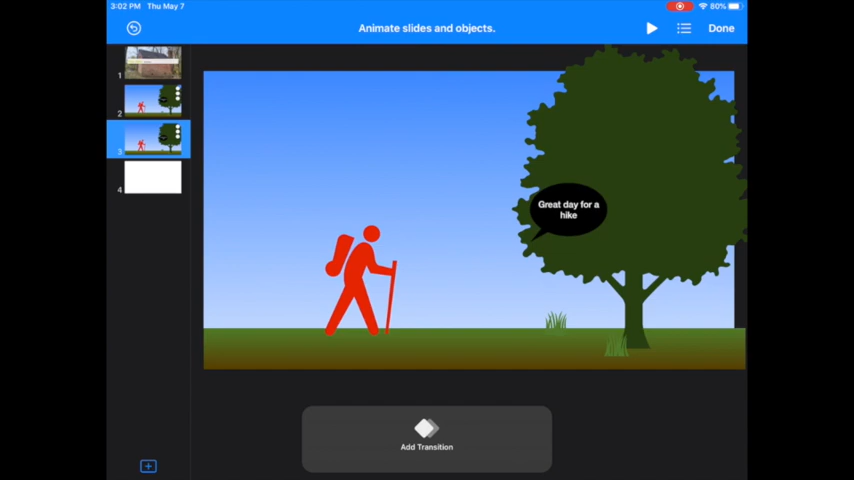 3:02 PM Thu May 7
80%
Animate slides and objects.
Done
1
2
3
4
Great day for a
hike
Add Transition